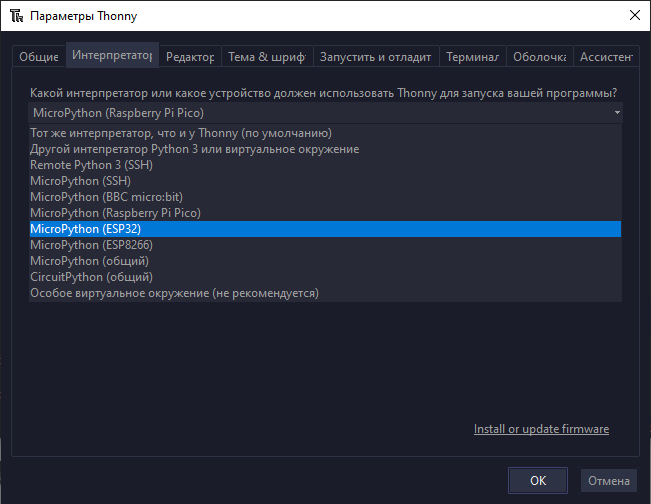 Параметры Thonny
Общие Интерпретатор Редактор Тема & шрифт Запустить и отладит Терминал Оболочка Ассистен
Какой интерпретатор или какое устройство должен использовать Thonny для запуска вашей программы?
MicroPython (Raspberry Pi Pico)
Тот же интерпретатор, что и у Thonny (по умолчанию)
Другой интепретатор Python 3 или виртуальное окружение
Remote Python 3 (SSH)
MicroPython (SSH)
MicroPython (BBC micro:bit)
MicroPython (Raspberry Pi Pico)
MicroPython (ESP32)
MicroPython (ESP8266)
MicroPython (общий)
CircuitPython (общий)
Особое виртуальное окружение (не рекомендуется)
Install or update firmware
OK Отмена